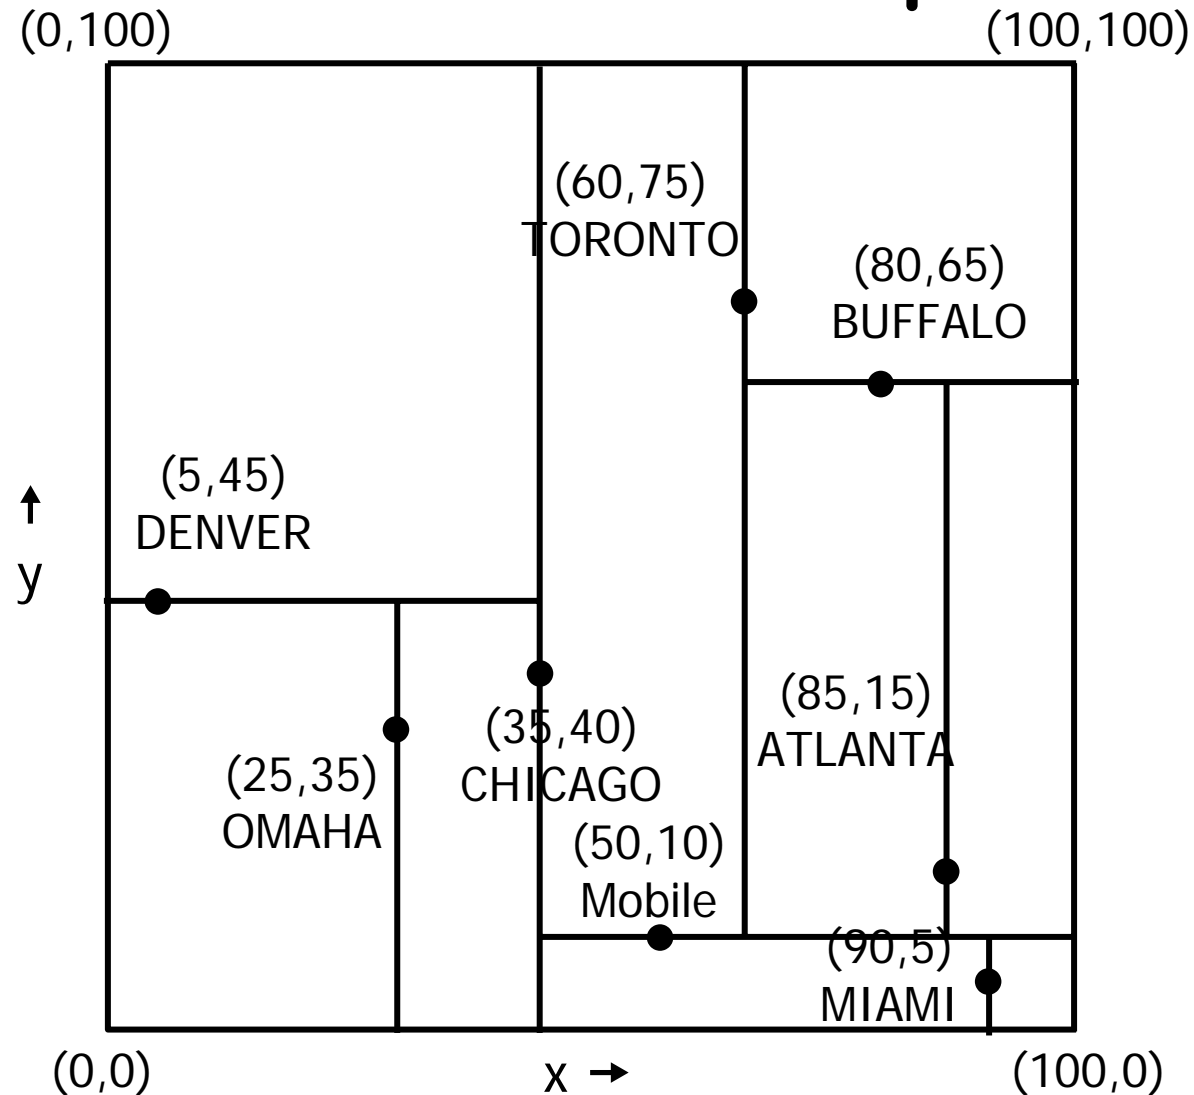 (0,100)
(100,100)
(60,75)
TORONTO
(80,65)
BUFFALO
(5,45)
DENVER
y
(85,15)
ATLANTA
(35,40)
CHICAGO
(25,35)
OMAHA
(50,10)
Mobile
(90,5)
MIAMI
(0,0)
x →
(100,0)